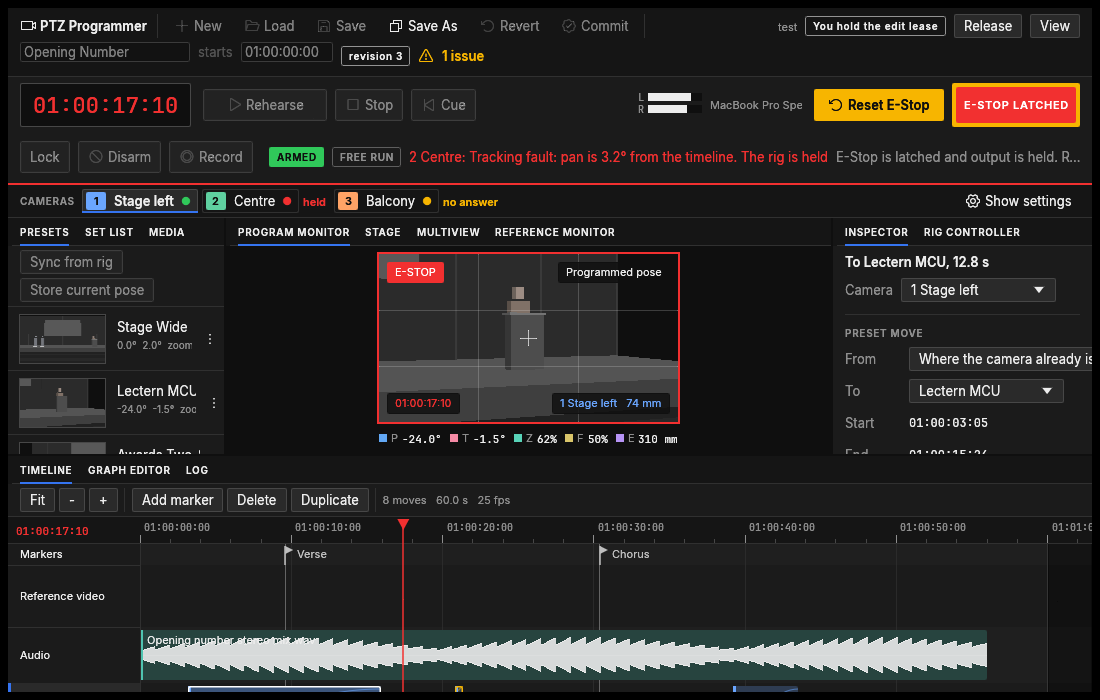 PTZ Programmer New Load Save Save As Revert Commit test You hold the edit lease Release View
Opening Number starts 01:00:00:00 revision 3 1 issue
01:00:17:10 Rehearse Stop Cue L R MacBook Pro Spe Reset E-Stop E-STOP LATCHED
Lock Disarm Record ARMED FREE RUN 2 Centre: Tracking fault: pan is 3.2° from the timeline. The rig is held E-Stop is latched and output is held. R...
CAMERAS 1 Stage left 2 Centre held 3 Balcony no answer Show settings
PRESETS SET LIST MEDIA PROGRAM MONITOR STAGE MULTIVIEW REFERENCE MONITOR INSPECTOR RIG CONTROLLER
Sync from rig
Store current pose
Stage Wide
0.0° 2.0° zoom
Lectern MCU
-24.0° -1.5° zoo
E-STOP Programmed pose
01:00:17:10 1 Stage left 74 mm
P -24.0° T -1.5° Z 62% F 50% E 310 mm
To Lectern MCU, 12.8 s
Camera 1 Stage left
PRESET MOVE
From Where the camera already is
To Lectern MCU
Start 01:00:03:05
TIMELINE GRAPH EDITOR LOG
Fit - + Add marker Delete Duplicate 8 moves 60.0 s 25 fps
01:00:17:10 01:00:00:00 01:00:10:00 01:00:20:00 01:00:30:00 01:00:40:00 01:00:50:00 01:01:0
Markers Verse Chorus
Reference video
Opening number stereo mix.wav
Audio